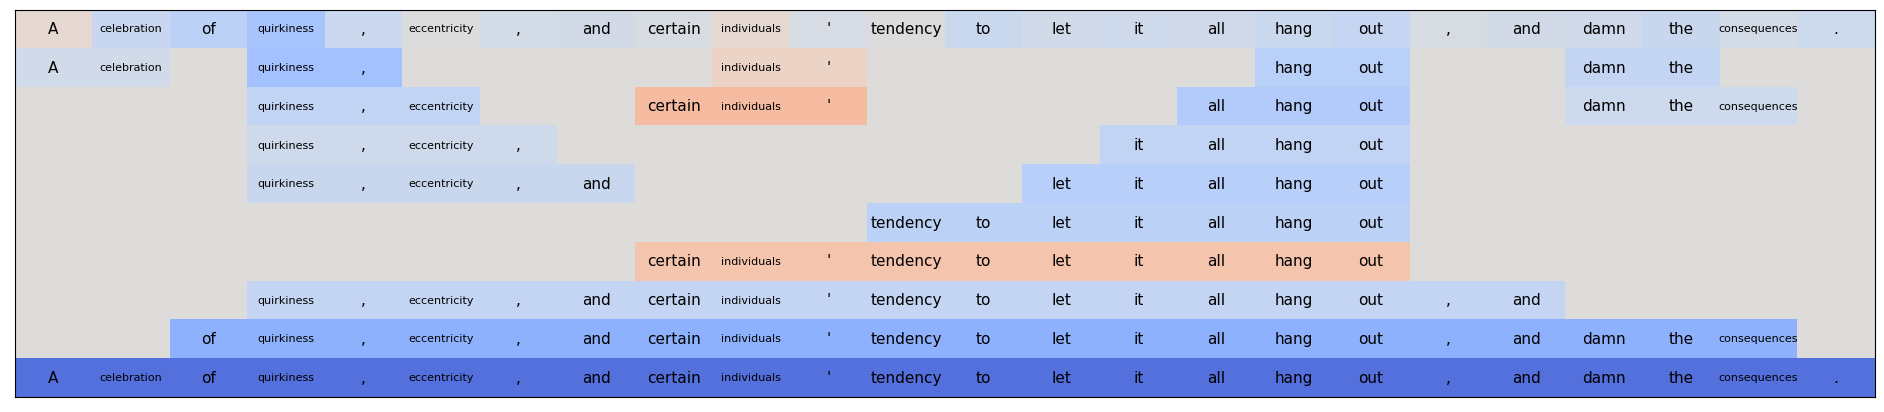 A celebration of quirkiness , eccentricity , and certain individuals ' tendency to let it all hang out , and damn the consequences .
A celebration quirkiness , individuals ' hang out damn the
quirkiness , eccentricity certain individuals ' all hang out damn the consequences
quirkiness , eccentricity , it all hang out
quirkiness , eccentricity , and let it all hang out
tendency to let it all hang out
certain individuals ' tendency to let it all hang out
quirkiness , eccentricity , and certain individuals ' tendency to let it all hang out , and
of quirkiness , eccentricity , and certain individuals ' tendency to let it all hang out , and damn the consequences
A celebration of quirkiness , eccentricity , and certain individuals ' tendency to let it all hang out , and damn the consequences .